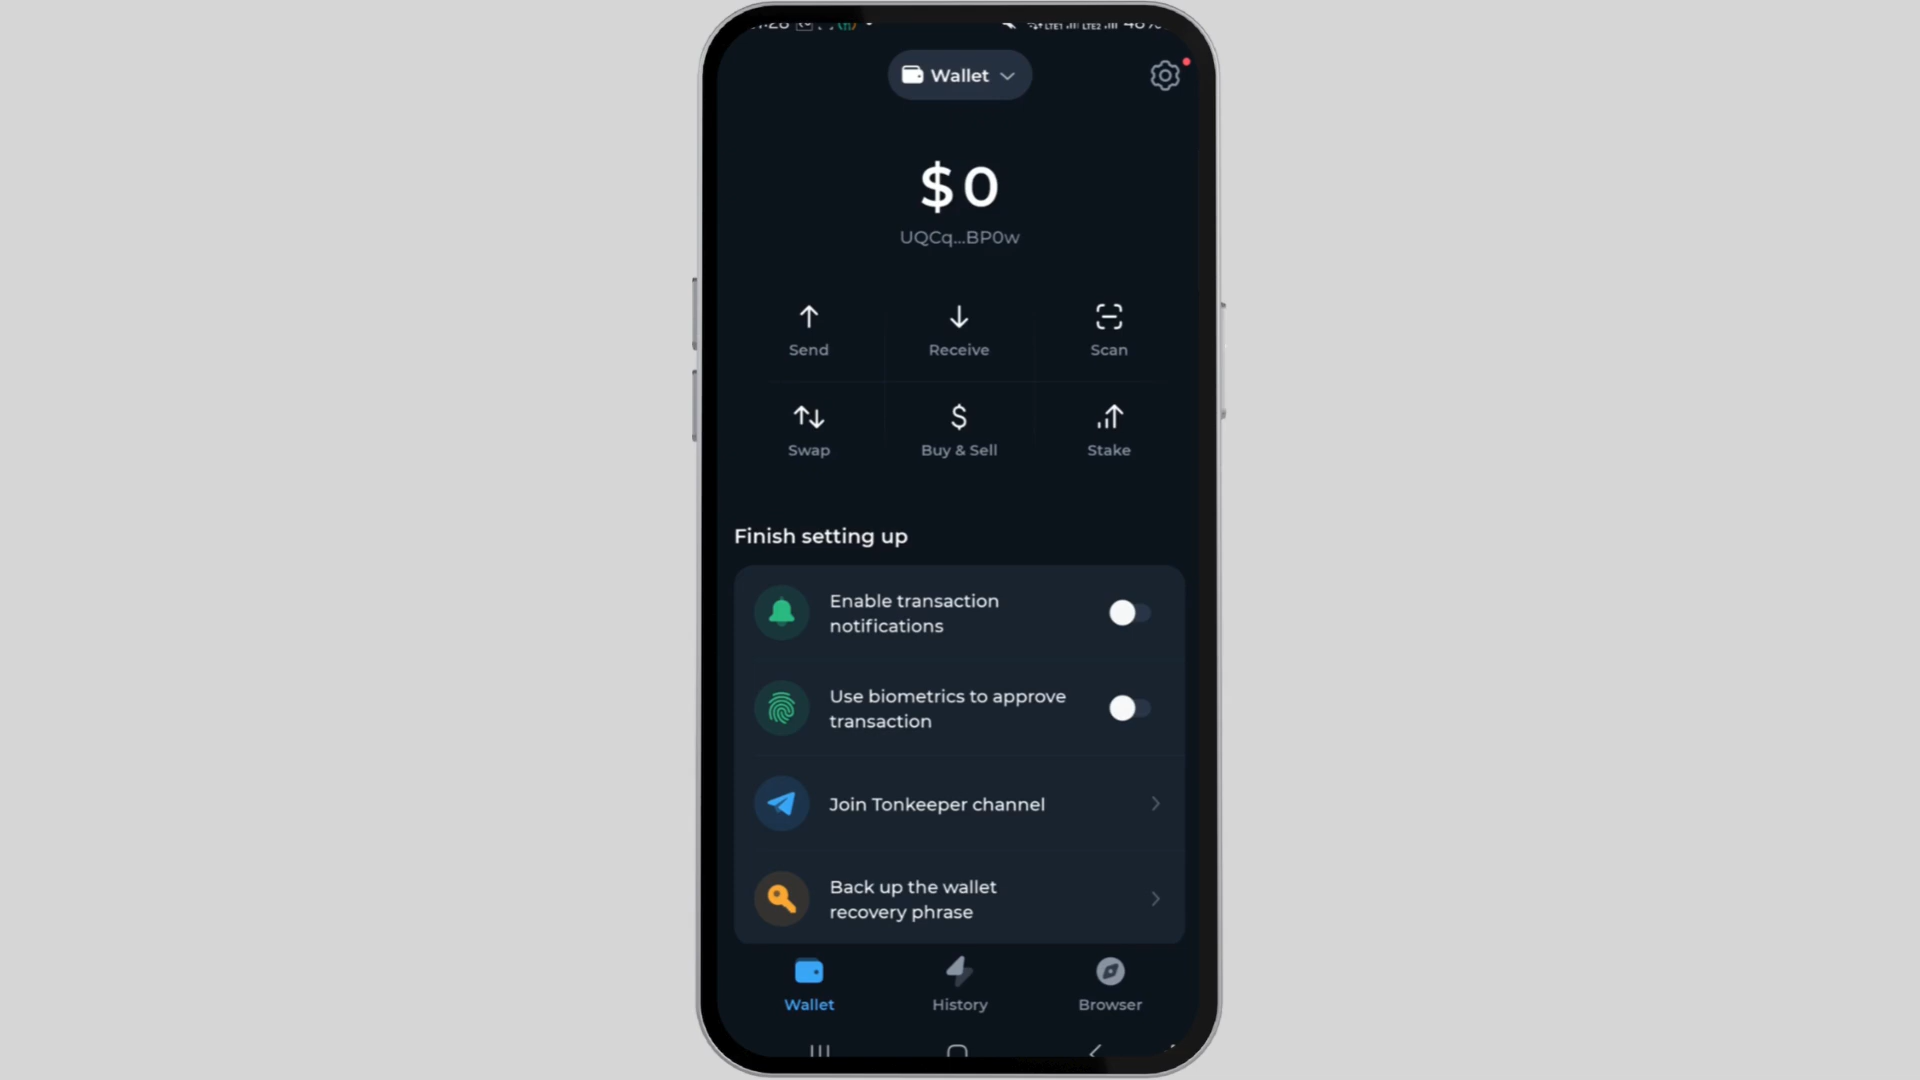 Wallet
$0
UQCq...BP0w
Send
Receive
Scan
Swap
Buy & Sell
Stake
Finish setting up
Enable transaction
notifications
Use biometrics to approve
transaction
Join Tonkeeper channel
Back up the wallet
recovery phrase
Wallet
History
Browser